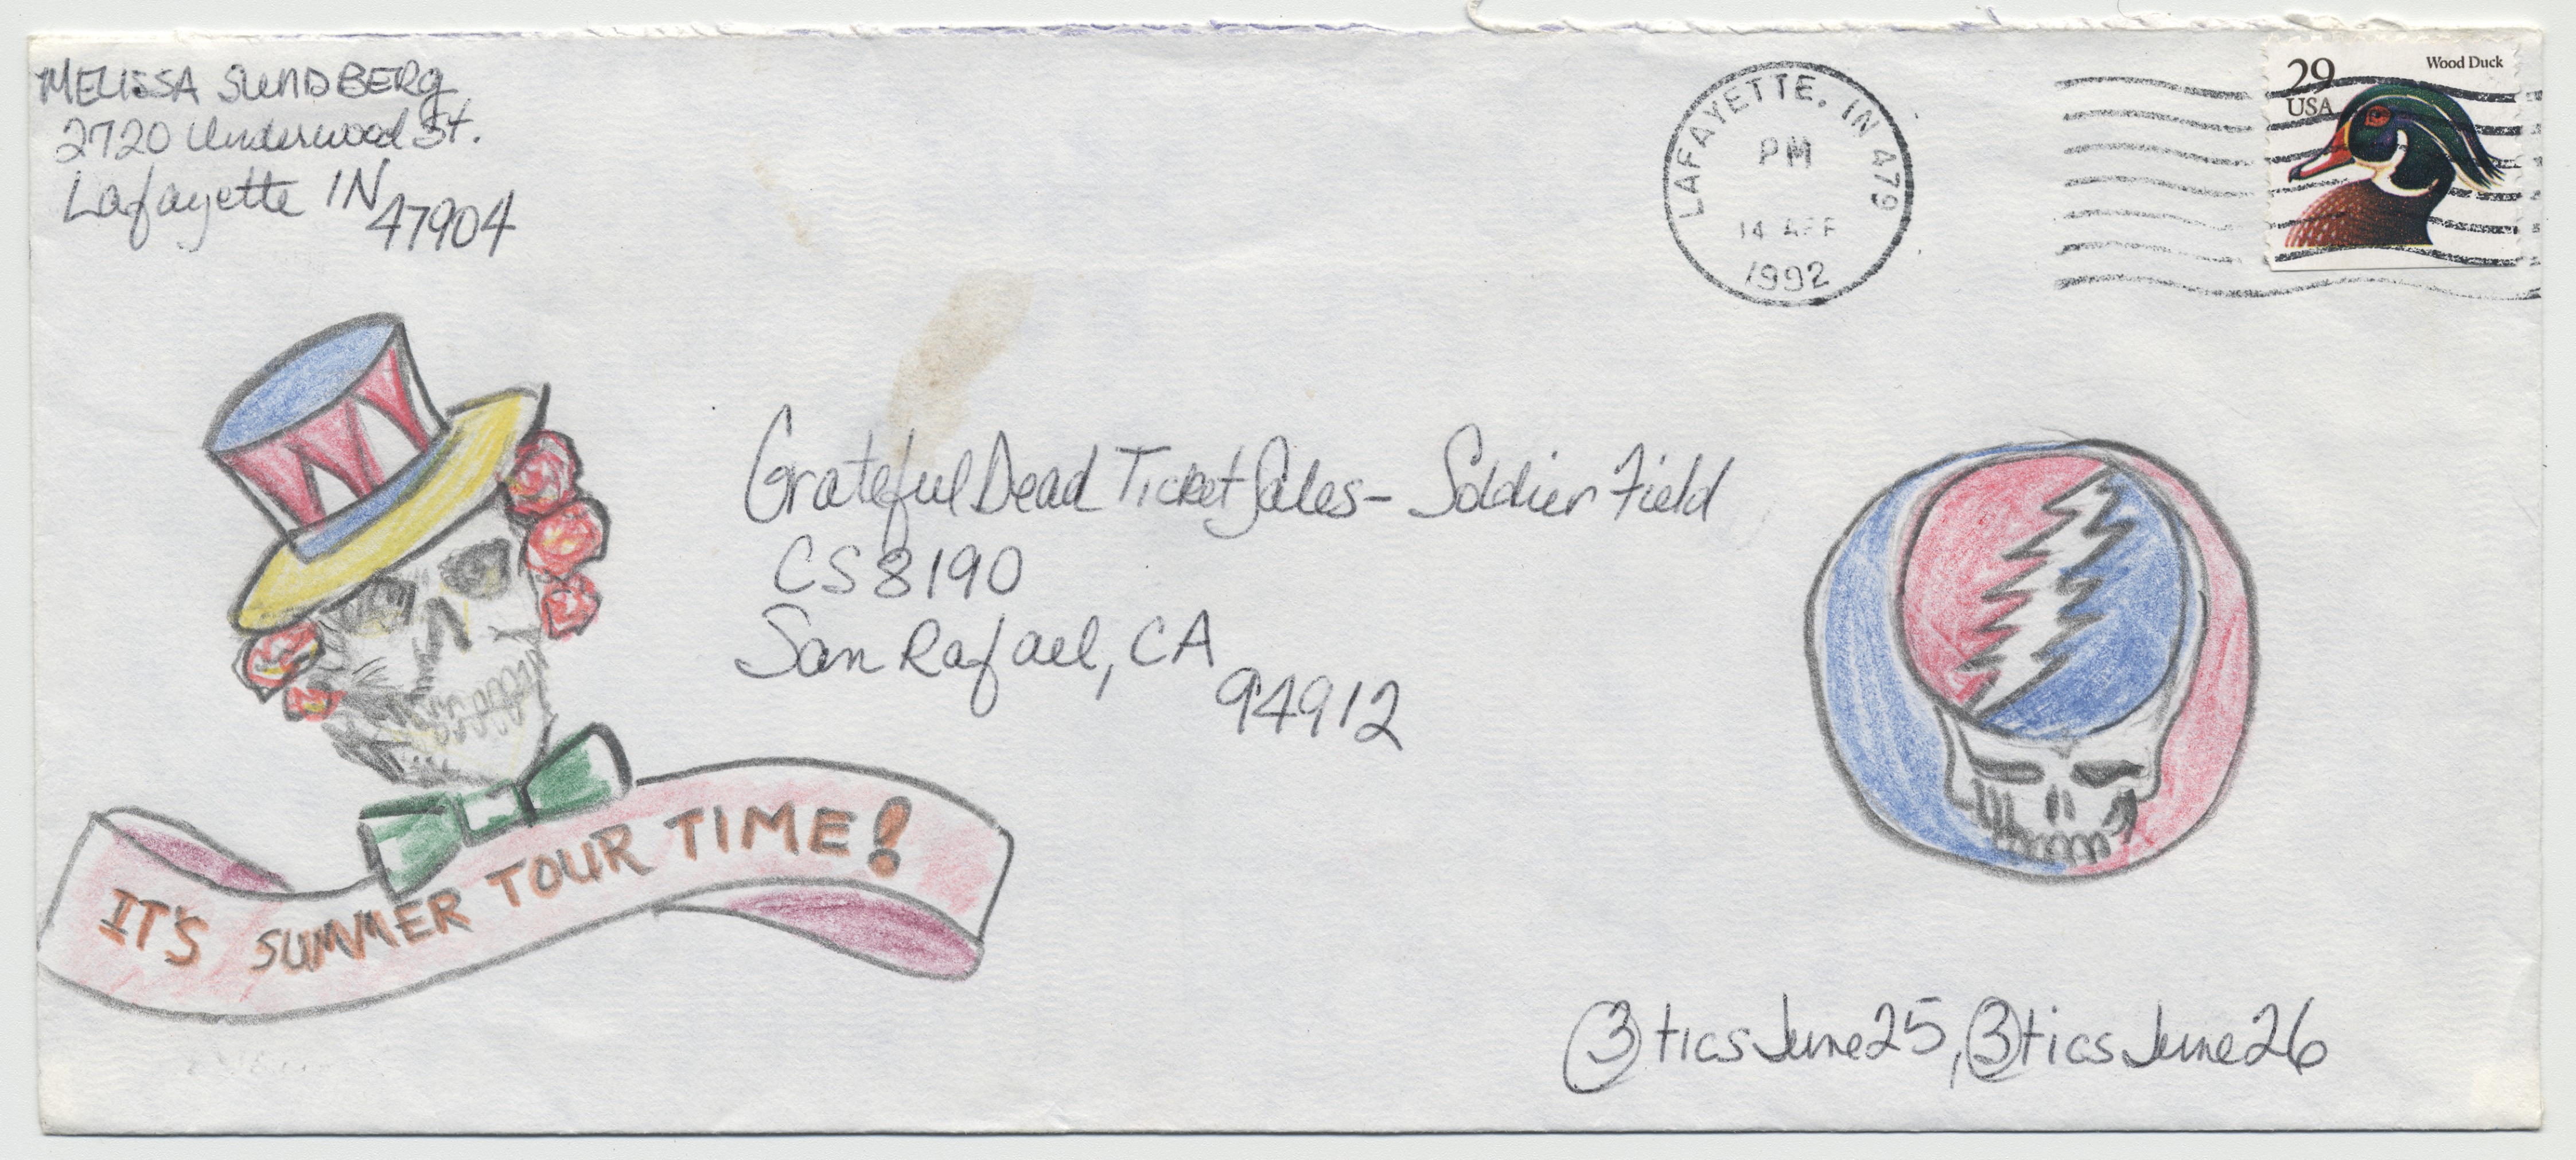 MELISSA SUNDBERG
2720 Underwood St.
Lafayette IN
47904
LAFAYETTE, IN 479
PM
14 APR
1992
29
USA
Wood Duck
Grateful Dead Ticket Sales - Soldier Field
CS 8190
San Rafael, CA
94912
IT'S SUMMER TOUR TIME!
3 tics June 25, 3 tics June 26